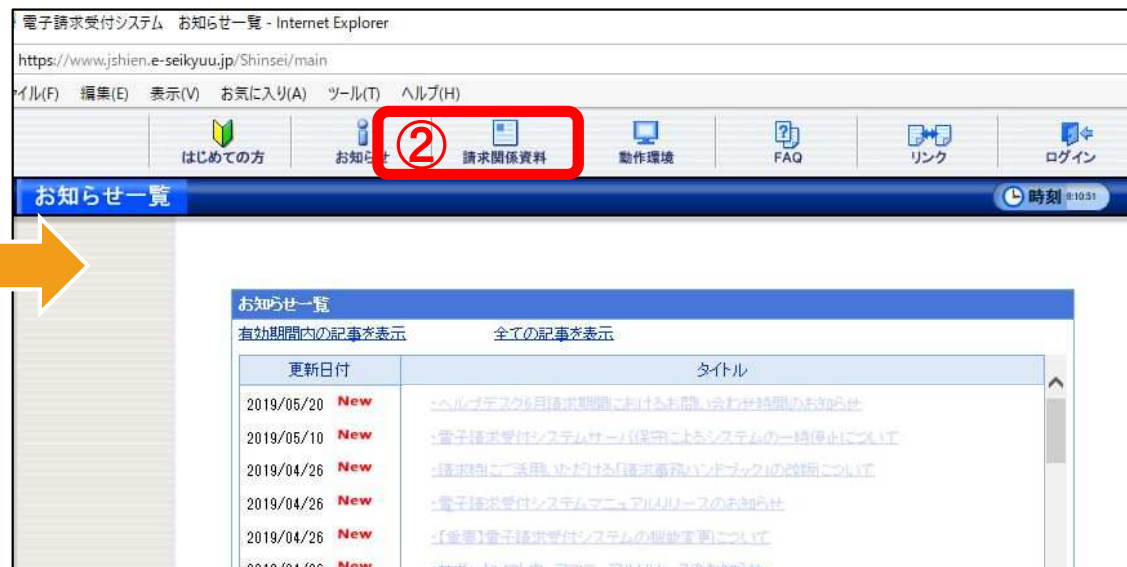 電子請求受付システム お知らせ一覧 - Internet Explorer
https://www.jshien.e-seikyuu.jp/Shinsei/main
イル(F) 編集(E) 表示(V) お気に入り(A) ツール(T) ヘルプ(H)
はじめての方 お知らせ ② 請求関係資料 動作環境 FAQ リンク ログイン
お知らせ一覧 時刻 8:10:51
お知らせ一覧
有効期間内の記事を表示 全ての記事を表示
更新日付 タイトル
2019/05/20 New ・ヘルプデスク6月請求期間におけるお問い合わせ時間のお知らせ
2019/05/10 New ・電子請求受付システムサーバ保守によるシステムの一時停止について
2019/04/26 New ・請求時にご活用いただける「請求事務ハンドブック」の改版について
2019/04/26 New ・電子請求受付システムマニュアルリリースのお知らせ
2019/04/26 New ・【重要】電子請求受付システムの機能変更について
2019/04/26 New